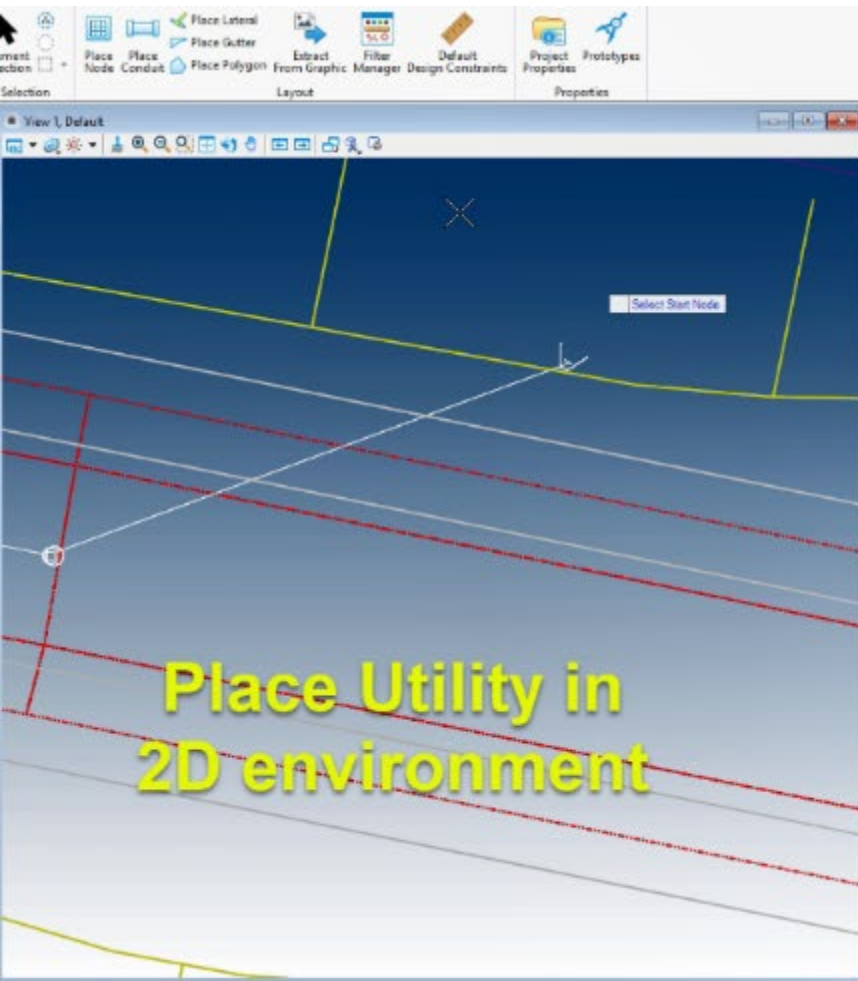 Place Lateral
Place Gutter
Place Polygon
Place Node
Place Conduit
Extract From Graphic
Filter Manager
Default Design Constraints
Project Properties
Prototypes
Selection
Layout
Properties
View 1, Default
Select Start Node
Place Utility in
2D environment